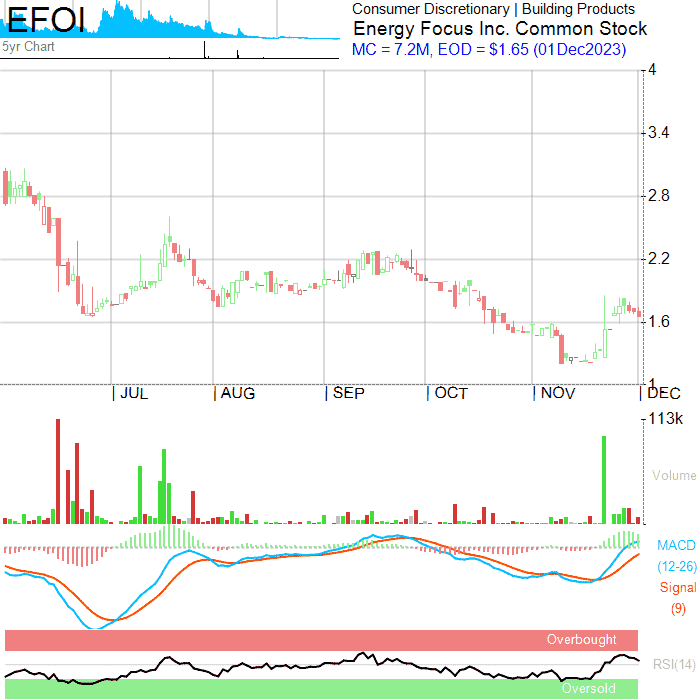 EFOI
5yr Chart
Consumer Discretionary | Building Products
Energy Focus Inc. Common Stock
MC = 7.2M, EOD = $1.65 (01Dec2023)
4
3.4
2.8
2.2
1.6
1
JUL AUG SEP OCT NOV DEC
113k
Volume
MACD
(12-26)
Signal
(9)
Overbought
RSI(14)
Oversold